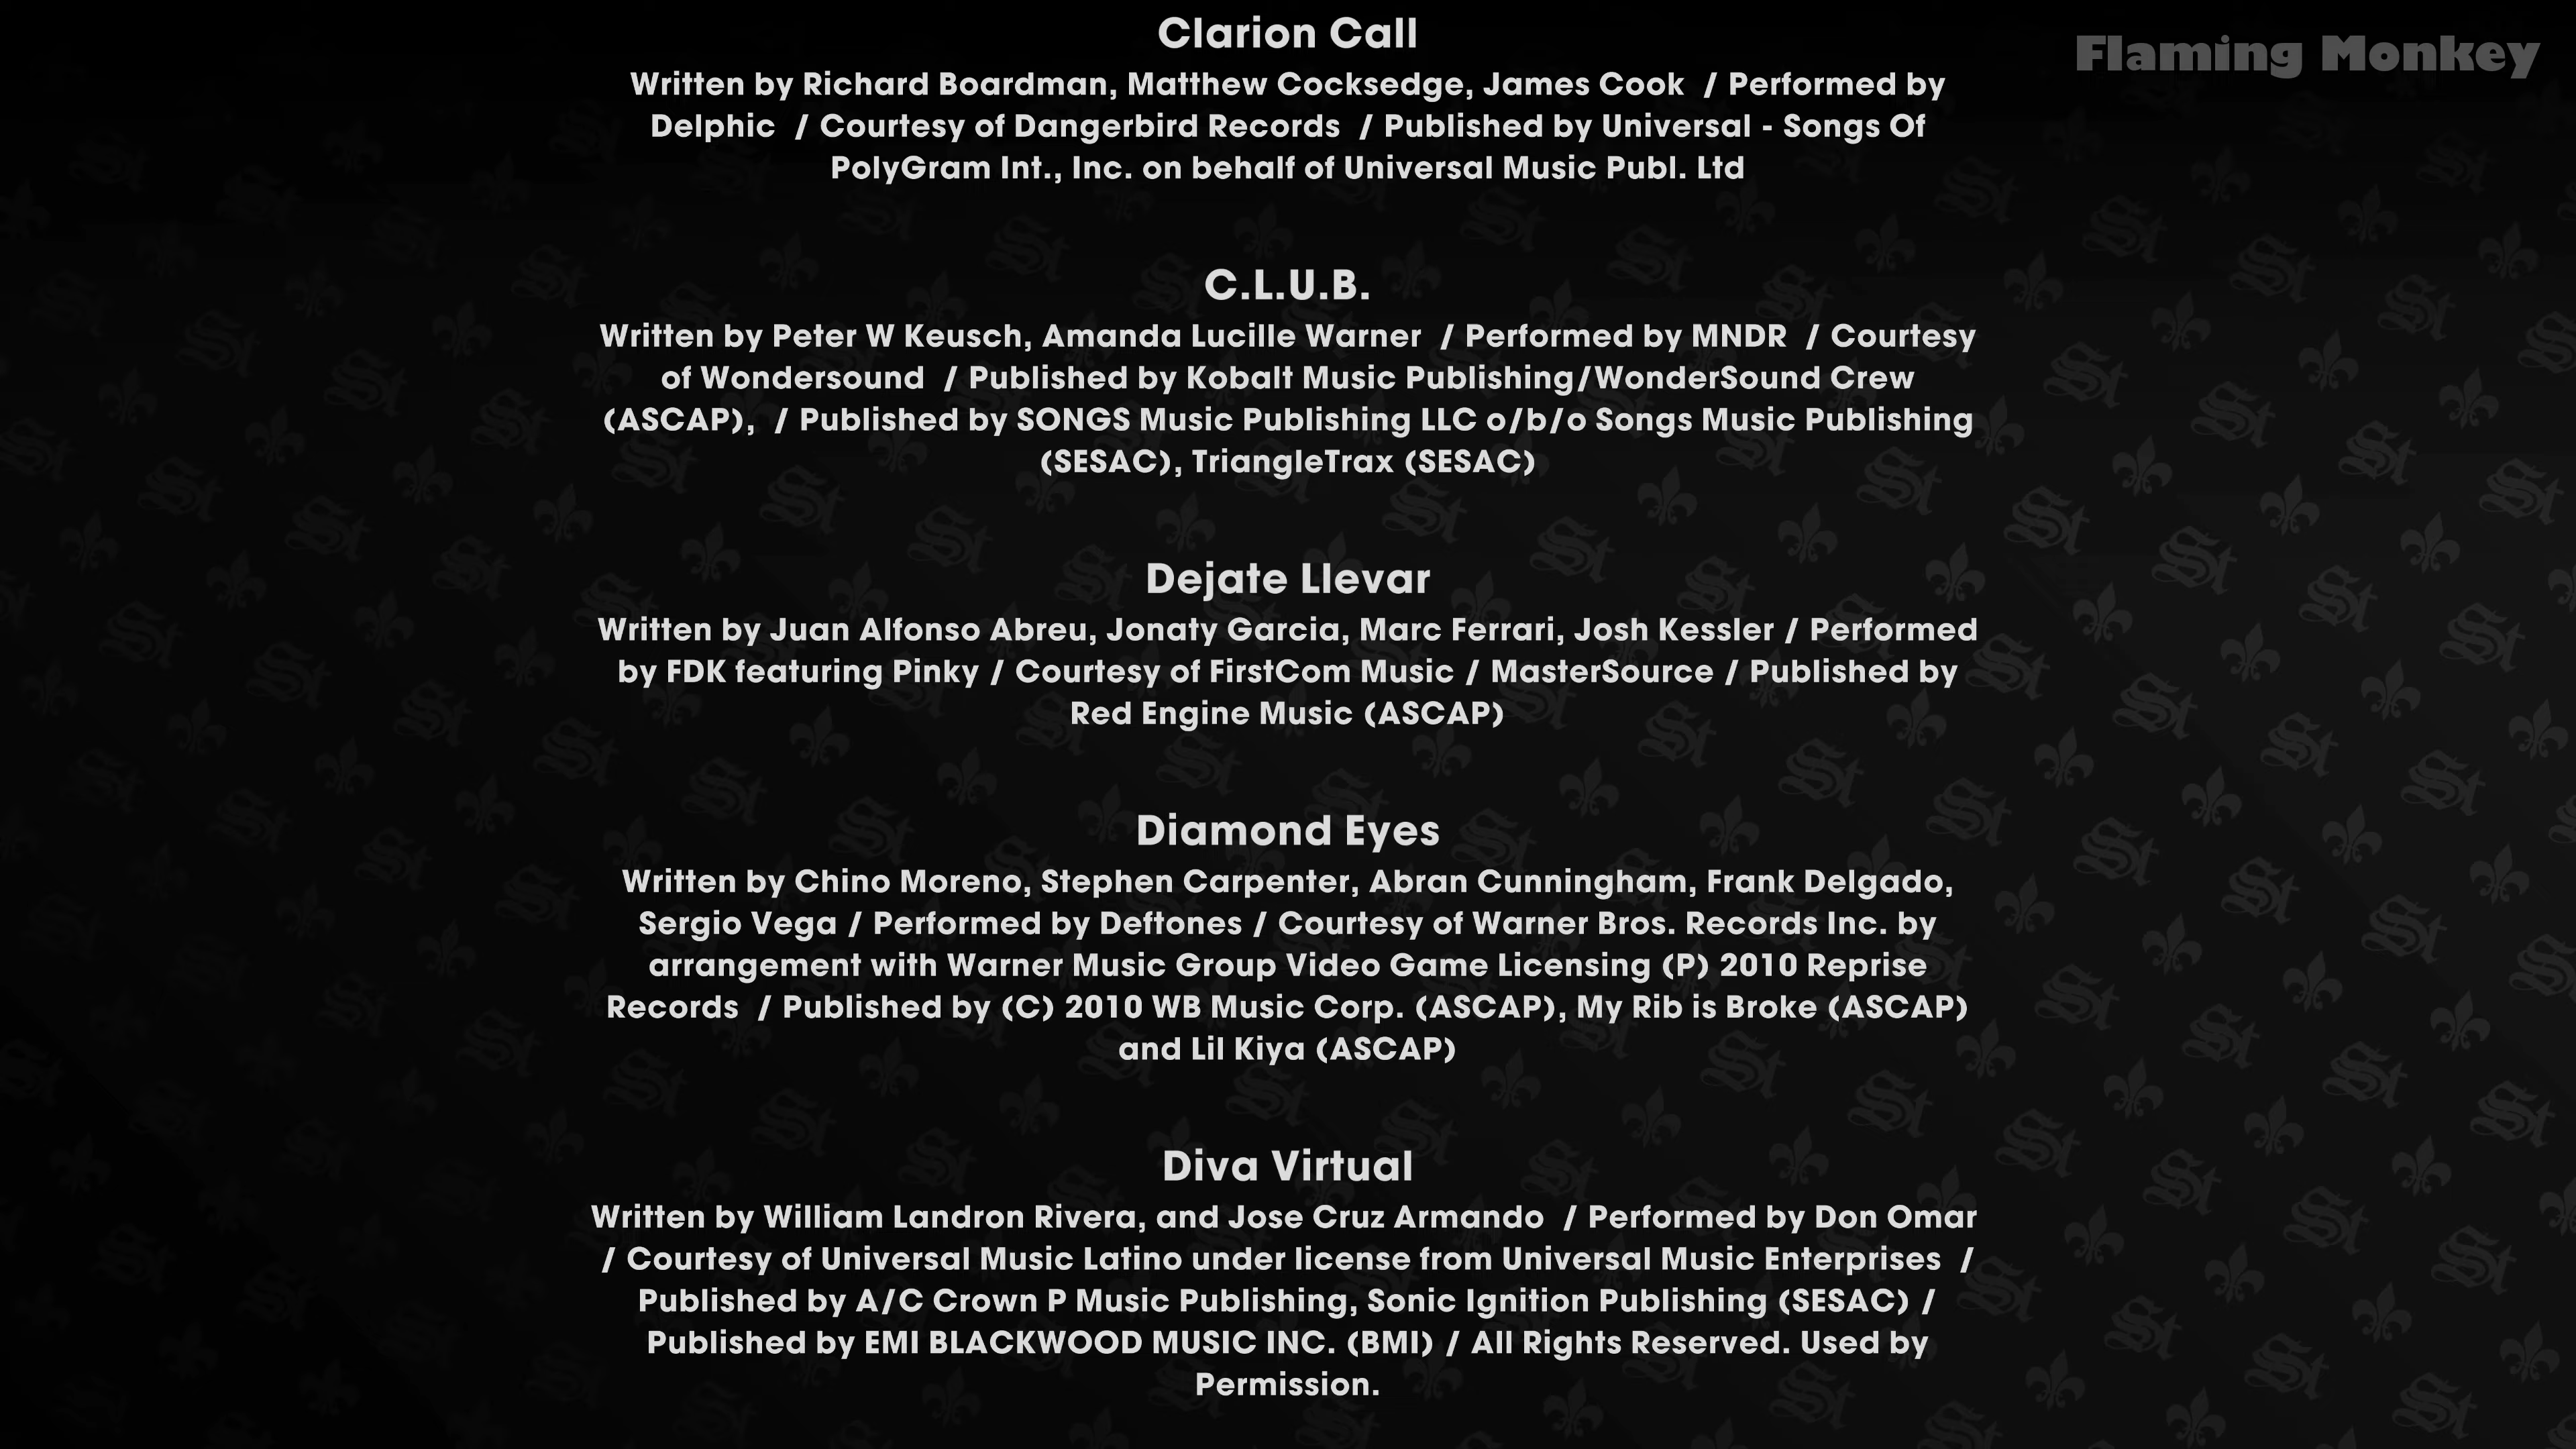 Clarion Call
Flaming Monkey
Written by Richard Boardman, Matthew Cocksedge, James Cook / Performed by
Delphic / Courtesy of Dangerbird Records / Published by Universal - Songs Of
PolyGram Int., Inc. on behalf of Universal Music Publ. Ltd
C.L.U.B.
Written by Peter W Keusch, Amanda Lucille Warner / Performed by MNDR / Courtesy
of Wondersound / Published by Kobalt Music Publishing/WonderSound Crew
(ASCAP), / Published by SONGS Music Publishing LLC o/b/o Songs Music Publishing
(SESAC), TriangleTrax (SESAC)
Dejate Llevar
Written by Juan Alfonso Abreu, Jonaty Garcia, Marc Ferrari, Josh Kessler / Performed
by FDK featuring Pinky / Courtesy of FirstCom Music / MasterSource / Published by
Red Engine Music (ASCAP)
Diamond Eyes
Written by Chino Moreno, Stephen Carpenter, Abran Cunningham, Frank Delgado,
Sergio Vega / Performed by Deftones / Courtesy of Warner Bros. Records Inc. by
arrangement with Warner Music Group Video Game Licensing (P) 2010 Reprise
Records / Published by (C) 2010 WB Music Corp. (ASCAP), My Rib is Broke (ASCAP)
and Lil Kiya (ASCAP)
Diva Virtual
Written by William Landron Rivera, and Jose Cruz Armando / Performed by Don Omar
/ Courtesy of Universal Music Latino under license from Universal Music Enterprises /
Published by A/C Crown P Music Publishing, Sonic Ignition Publishing (SESAC) /
Published by EMI BLACKWOOD MUSIC INC. (BMI) / All Rights Reserved. Used by
Permission.